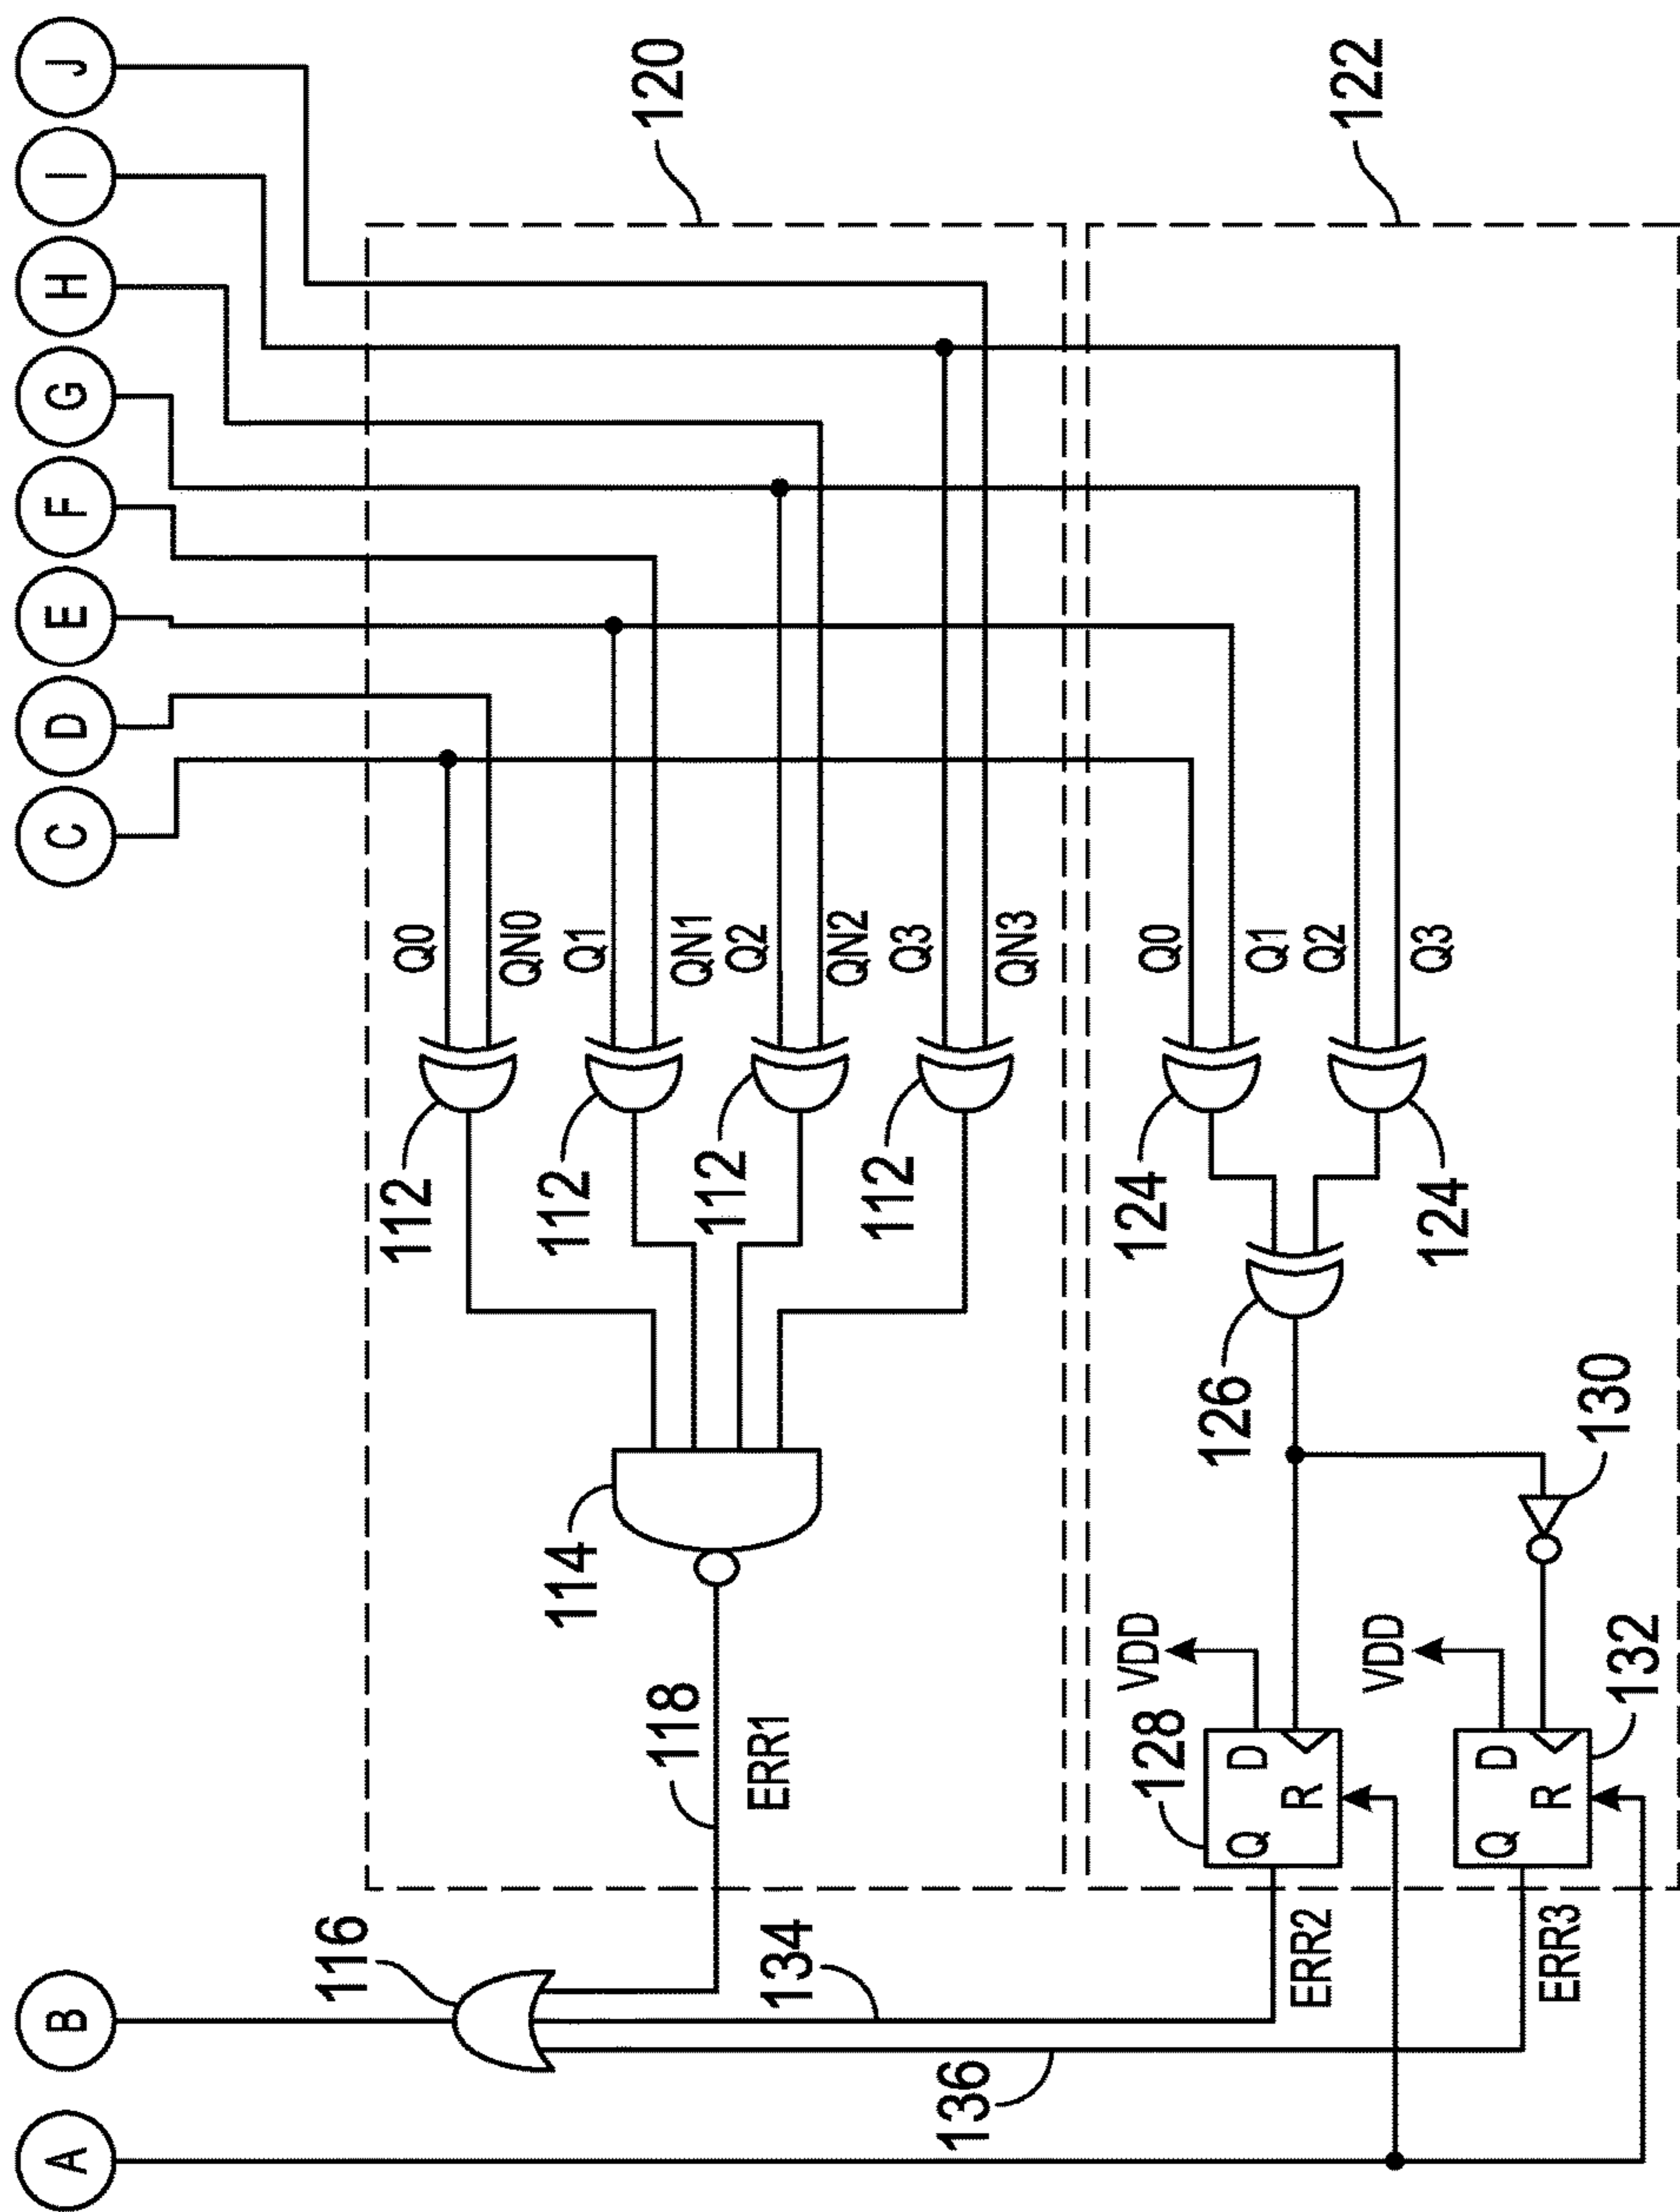 A
B
C
D
E
F
G
H
I
J
116
118
ERR1
114
112
112
112
112
Q0
QN0
Q1
QN1
Q2
QN2
Q3
QN3
120
134
136
ERR2
ERR3
128
VDD
D
Q
R
VDD
132
D
Q
R
130
126
124
124
Q0
Q1
Q2
Q3
122